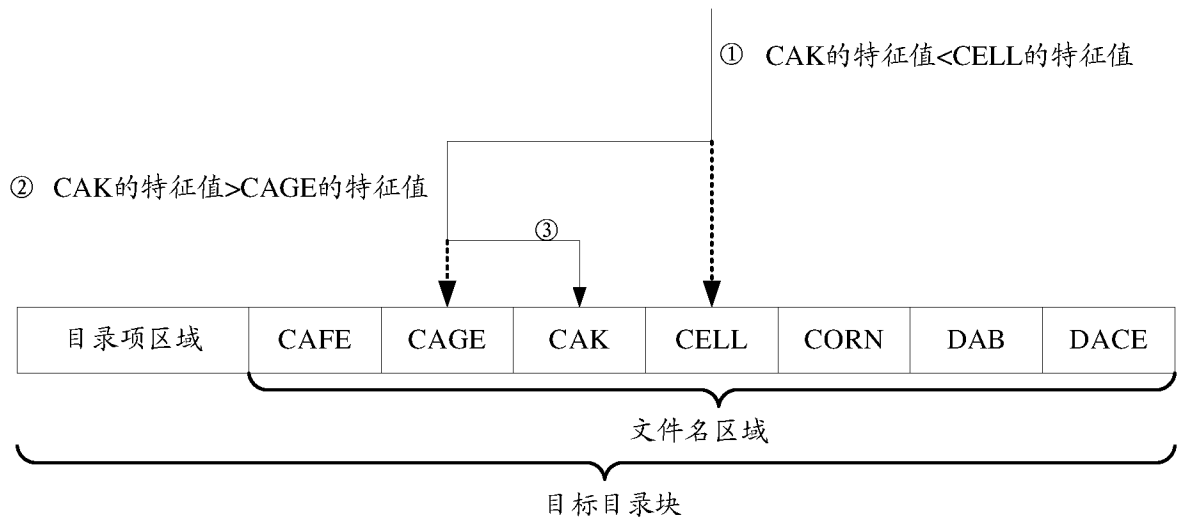 ① CAK的特征值<CELL的特征值
② CAK的特征值>CAGE的特征值
③
目录项区域 CAFE CAGE CAK CELL CORN DAB DACE
文件名区域
目标目录块